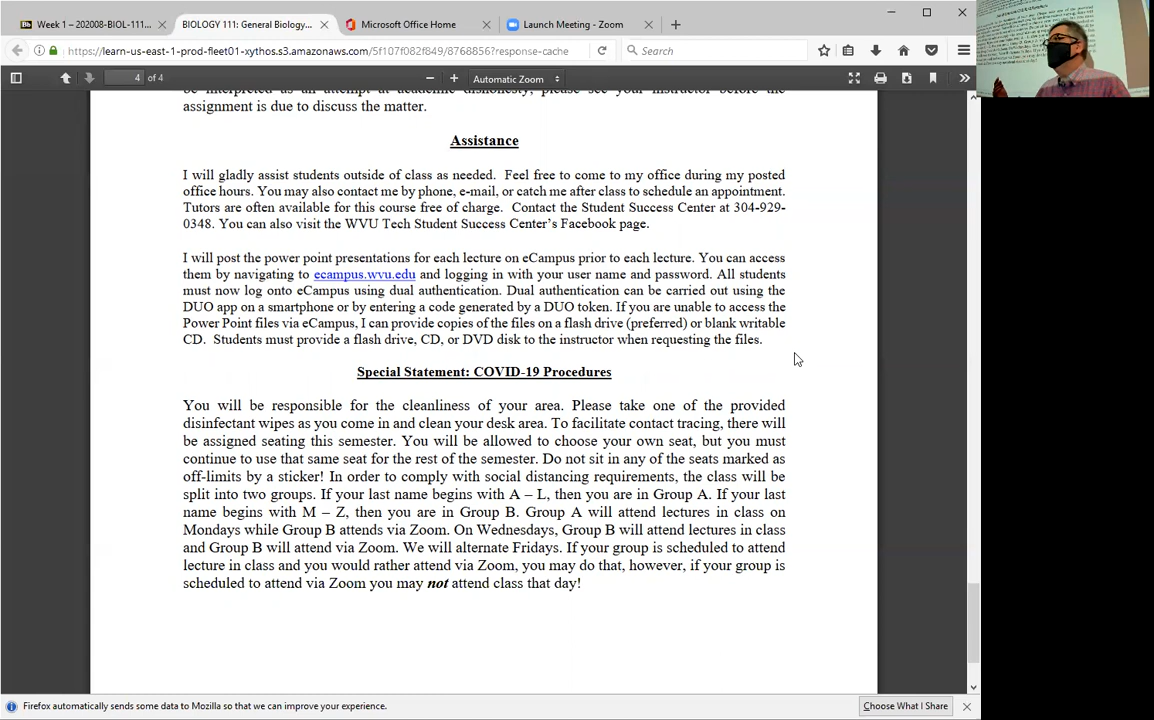 Week 1 – 202008-BIOL-111...
BIOLOGY 111: General Biology...
Microsoft Office Home
Launch Meeting - Zoom
https://learn-us-east-1-prod-fleet01-xythos.s3.amazonaws.com/5f107f082f849/8768856?response-cache
Search
4 of 4
Automatic Zoom
be interpreted as an attempt at academic dishonesty, please see your instructor before the
assignment is due to discuss the matter.
Assistance
I will gladly assist students outside of class as needed. Feel free to come to my office during my posted
office hours. You may also contact me by phone, e-mail, or catch me after class to schedule an appointment.
Tutors are often available for this course free of charge. Contact the Student Success Center at 304-929-
0348. You can also visit the WVU Tech Student Success Center's Facebook page.
I will post the power point presentations for each lecture on eCampus prior to each lecture. You can access
them by navigating to ecampus.wvu.edu and logging in with your user name and password. All students
must now log onto eCampus using dual authentication. Dual authentication can be carried out using the
DUO app on a smartphone or by entering a code generated by a DUO token. If you are unable to access the
Power Point files via eCampus, I can provide copies of the files on a flash drive (preferred) or blank writable
CD. Students must provide a flash drive, CD, or DVD disk to the instructor when requesting the files.
Special Statement: COVID-19 Procedures
You will be responsible for the cleanliness of your area. Please take one of the provided
disinfectant wipes as you come in and clean your desk area. To facilitate contact tracing, there will
be assigned seating this semester. You will be allowed to choose your own seat, but you must
continue to use that same seat for the rest of the semester. Do not sit in any of the seats marked as
off-limits by a sticker! In order to comply with social distancing requirements, the class will be
split into two groups. If your last name begins with A – L, then you are in Group A. If your last
name begins with M – Z, then you are in Group B. Group A will attend lectures in class on
Mondays while Group B attends via Zoom. On Wednesdays, Group B will attend lectures in class
and Group B will attend via Zoom. We will alternate Fridays. If your group is scheduled to attend
lecture in class and you would rather attend via Zoom, you may do that, however, if your group is
scheduled to attend via Zoom you may not attend class that day!
Firefox automatically sends some data to Mozilla so that we can improve your experience.
Choose What I Share